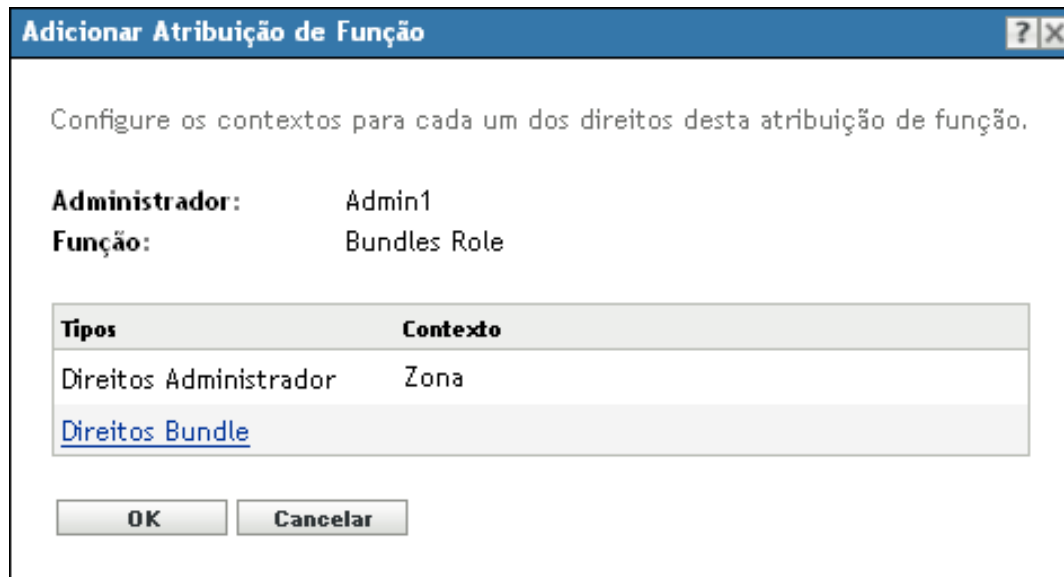 Adicionar Atribuição de Função
Configure os contextos para cada um dos direitos desta atribuição de função.
Administrador: Admin1
Função: Bundles Role
Tipos Contexto
Direitos Administrador Zona
Direitos Bundle
OK Cancelar